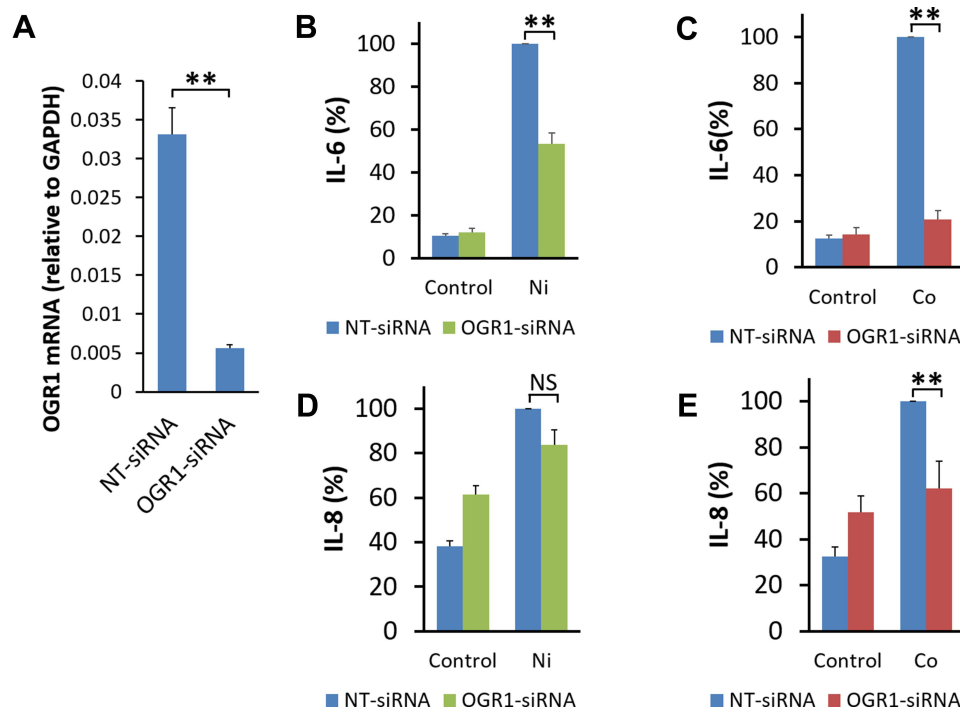 A
OGR1 mRNA (relative to GAPDH)
0.04
0.035
0.03
0.025
0.02
0.015
0.01
0.005
0
**
NT-siRNA
OGR1-siRNA
B
IL-6 (%)
100
80
60
40
20
0
**
Control Ni
NT-siRNA OGR1-siRNA
C
IL-6(%)
100
80
60
40
20
0
**
Control Co
NT-siRNA OGR1-siRNA
D
IL-8 (%)
100
80
60
40
20
0
NS
Control Ni
NT-siRNA OGR1-siRNA
E
IL-8 (%)
100
80
60
40
20
0
**
Control Co
NT-siRNA OGR1-siRNA